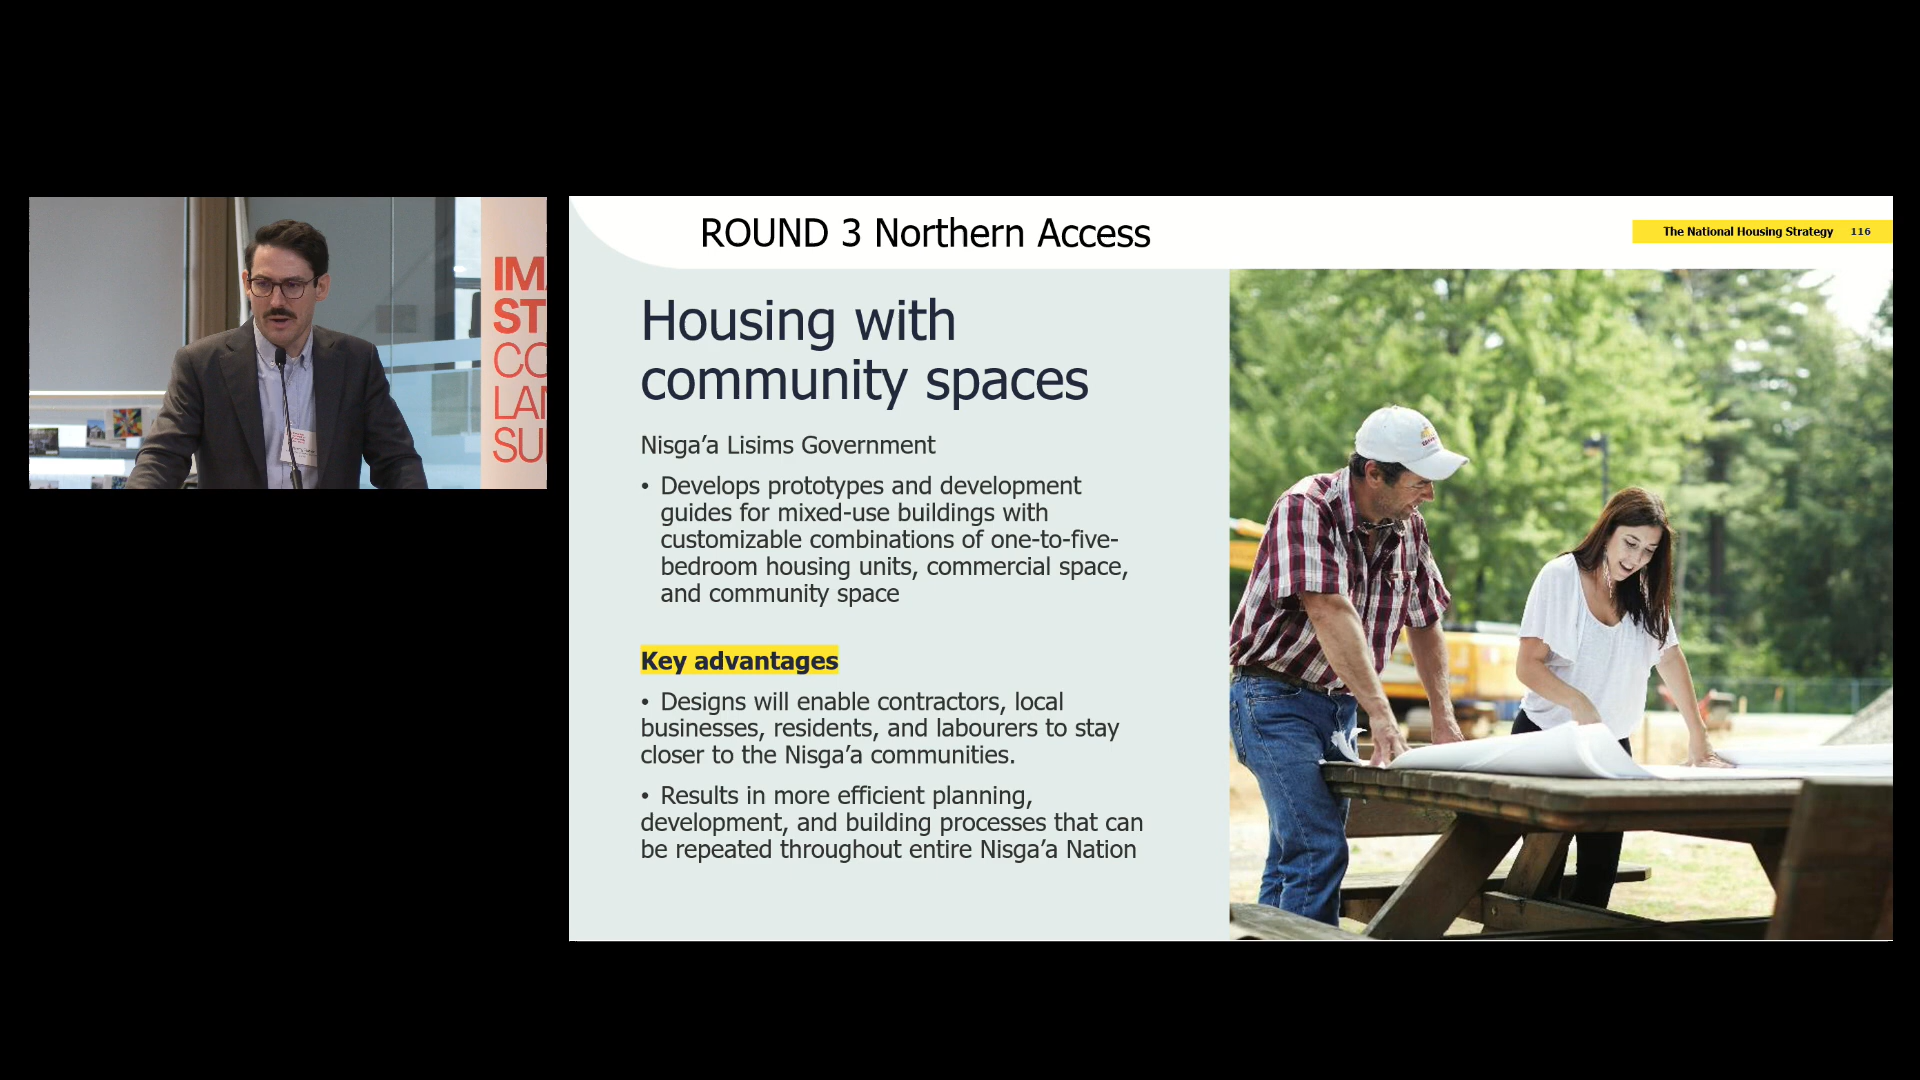 IM
ST
CO
LAN
SU
ROUND 3 Northern Access
The National Housing Strategy 116
Housing with
community spaces
Nisga’a Lisims Government
• Develops prototypes and development
guides for mixed-use buildings with
customizable combinations of one-to-five-
bedroom housing units, commercial space,
and community space
Key advantages
• Designs will enable contractors, local
businesses, residents, and labourers to stay
closer to the Nisga’a communities.
• Results in more efficient planning,
development, and building processes that can
be repeated throughout entire Nisga’a Nation